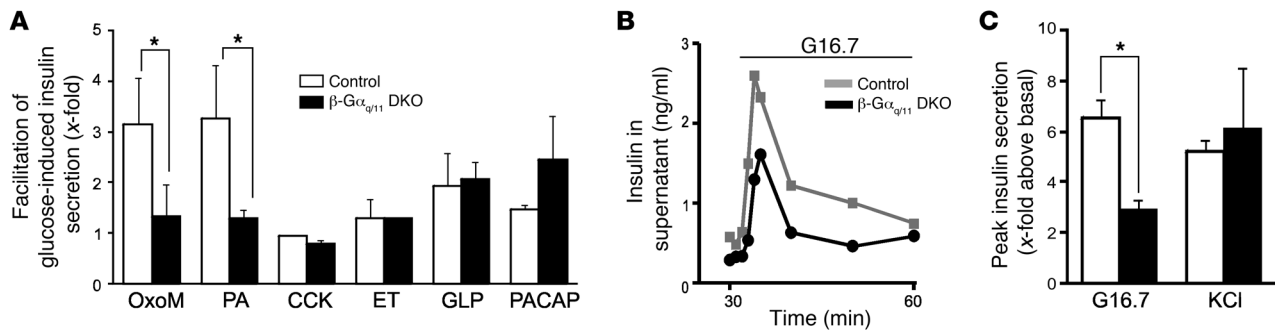 A
Facilitation of
glucose-induced insulin
secretion (x-fold)
5
4
3
2
1
0
*
*
Control
β-Gαq/11 DKO
OxoM
PA
CCK
ET
GLP
PACAP
B
G16.7
Insulin in
supernatant (ng/ml)
3
2
1
0
Control
β-Gαq/11 DKO
30
60
Time (min)
C
Peak insulin secretion
(x-fold above basal)
10
8
6
4
2
0
*
G16.7
KCl